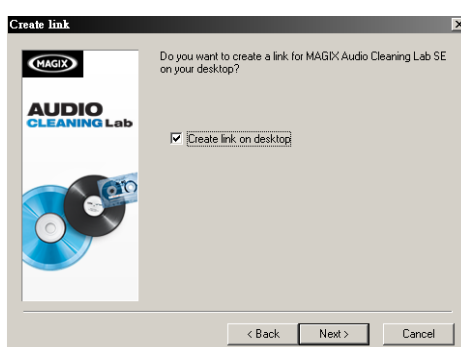 Create link
MAGIX
Do you want to create a link for MAGIX Audio Cleaning Lab SE
on your desktop?
AUDIO
CLEANING Lab
Create link on desktop
< Back
Next >
Cancel